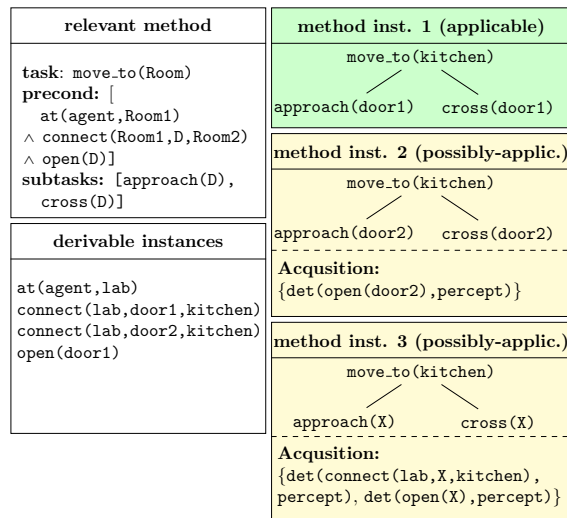 relevant method
task: move_to(Room)
precond: [
at(agent,Room1)
∧ connect(Room1,D,Room2)
∧ open(D)]
subtasks: [approach(D),
cross(D)]
derivable instances
at(agent,lab)
connect(lab,door1,kitchen)
connect(lab,door2,kitchen)
open(door1)
method inst. 1 (applicable)
move_to(kitchen)
approach(door1) cross(door1)
method inst. 2 (possibly-applic.)
move_to(kitchen)
approach(door2) cross(door2)
Acqusition:
{det(open(door2),percept)}
method inst. 3 (possibly-applic.)
move_to(kitchen)
approach(X) cross(X)
Acqusition:
{det(connect(lab,X,kitchen),
percept), det(open(X),percept)}